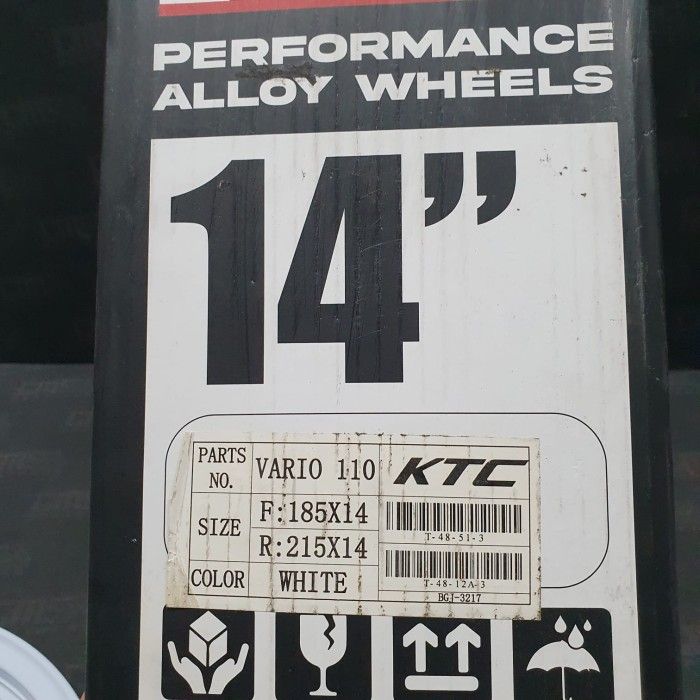 PERFORMANCE
ALLOY WHEELS
14”
PARTS NO. VARIO 110 KTC
SIZE F:185X14
R:215X14
T-48-51-3
T-48-12A-3
COLOR WHITE
BGJ-3217